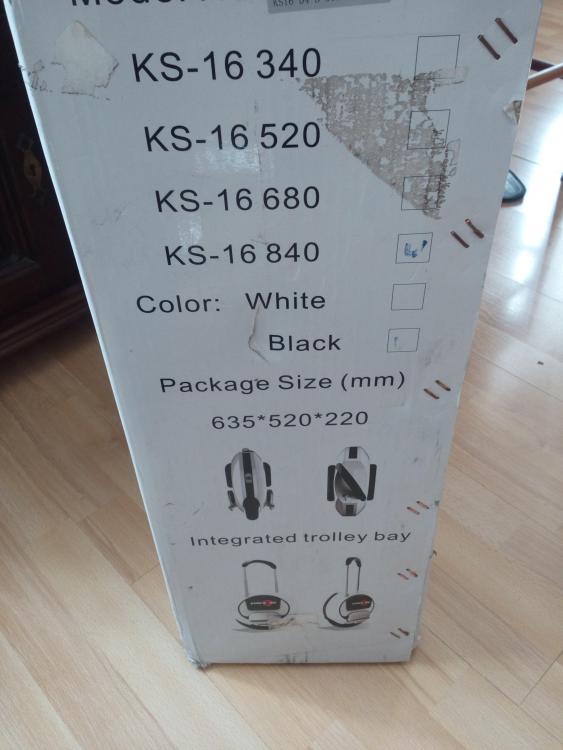 KS-16 340
KS-16 520
KS-16 680
KS-16 840
Color: White
Black
Package Size (mm)
635*520*220
Integrated trolley bay